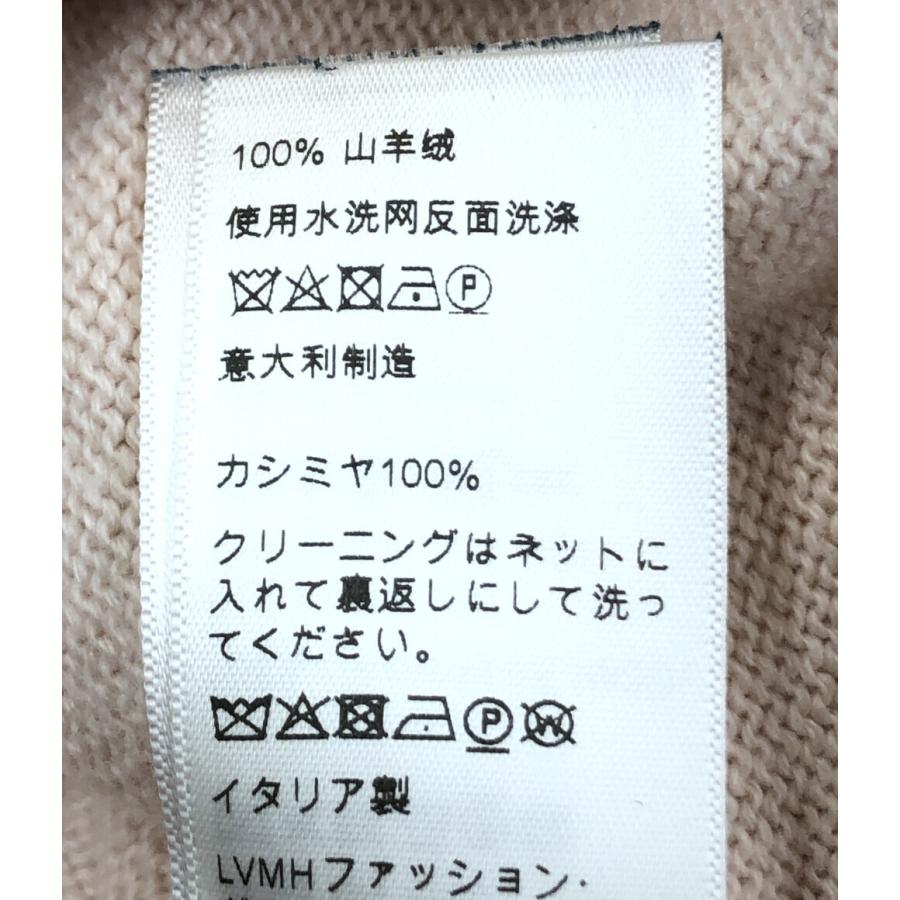 100% 山羊绒
使用水洗网反面洗涤
P
意大利制造
カシミヤ100%
クリーニングはネットに
入れて裏返しにして洗っ
てください。
P W
イタリア製
LVMHファッション・